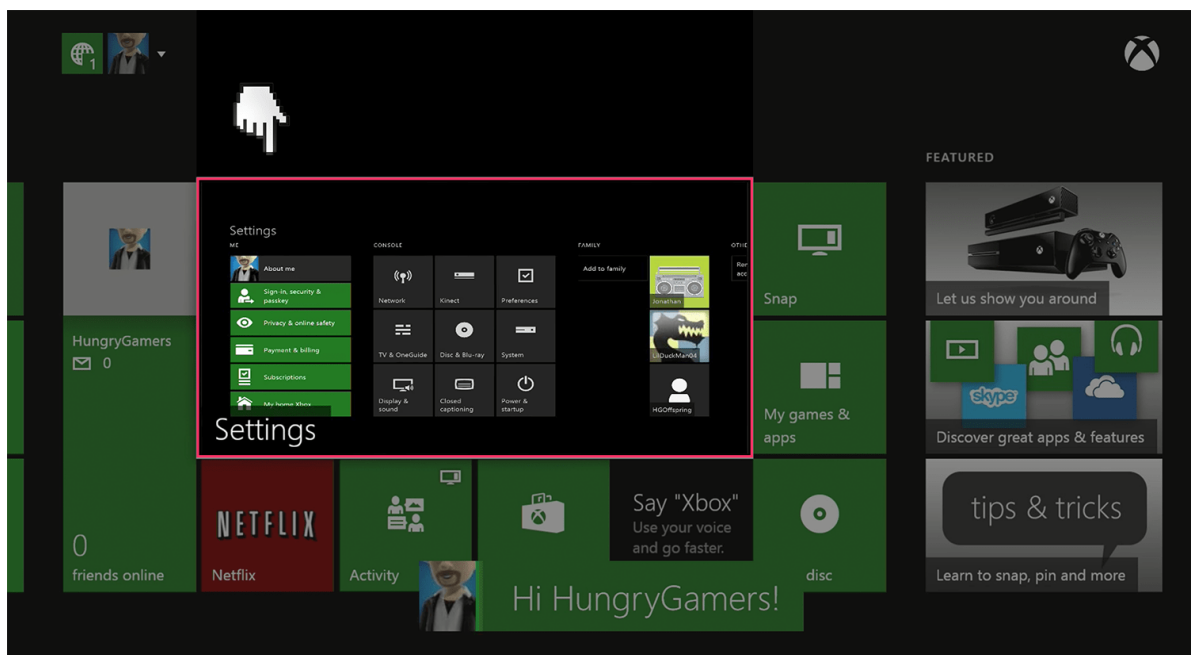 1
FEATURED
HungryGamers
0
0
friends online
Settings
ME
About me
Sign-in, security &
passkey
Privacy & online safety
Payment & billing
Subscriptions
My home Xbox
CONSOLE
Network
Kinect
Preferences
TV & OneGuide
Disc & Blu-ray
System
Display &
sound
Closed
captioning
Power &
startup
FAMILY
Add to family
Jonathan
LilDuckMan04
HGOffspring
OTHE
Rem
acc
Settings
Snap
My games &
apps
disc
NETFLIX
Netflix
Activity
Say "Xbox"
Use your voice
and go faster.
Hi HungryGamers!
Let us show you around
skype
Discover great apps & features
tips & tricks
Learn to snap, pin and more